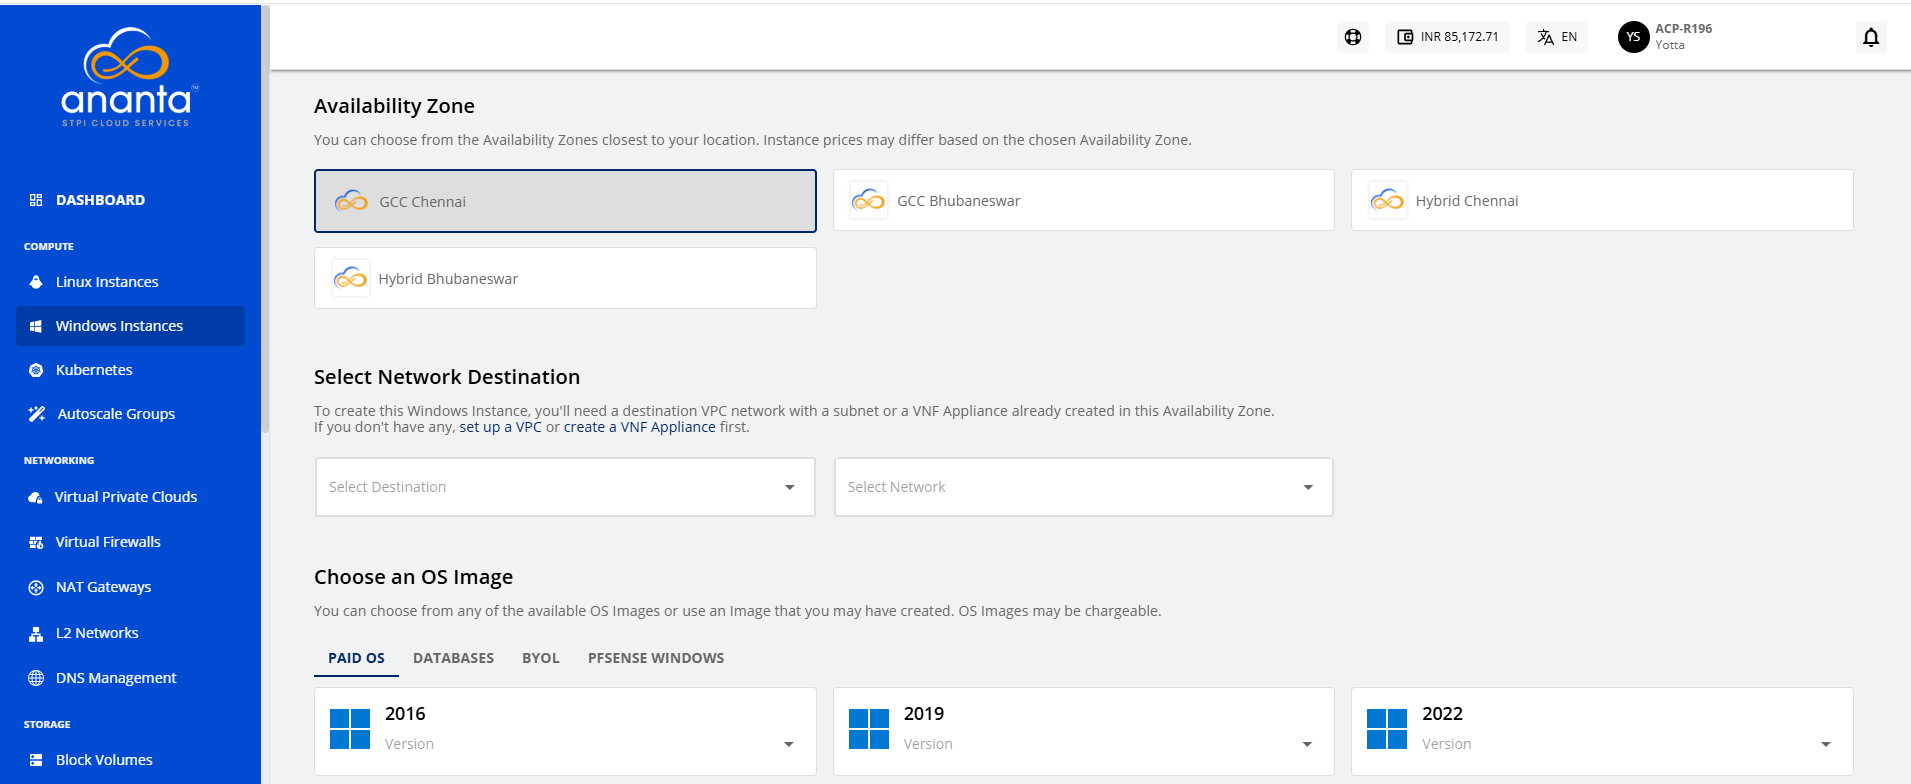 ananta™
STPI CLOUD SERVICES
DASHBOARD
COMPUTE
Linux Instances
Windows Instances
Kubernetes
Autoscale Groups
NETWORKING
Virtual Private Clouds
Virtual Firewalls
NAT Gateways
L2 Networks
DNS Management
STORAGE
Block Volumes
INR 85,172.71
EN
YS
ACP-R196
Yotta
Availability Zone
You can choose from the Availability Zones closest to your location. Instance prices may differ based on the chosen Availability Zone.
GCC Chennai
GCC Bhubaneswar
Hybrid Chennai
Hybrid Bhubaneswar
Select Network Destination
To create this Windows Instance, you'll need a destination VPC network with a subnet or a VNF Appliance already created in this Availability Zone.
If you don't have any, set up a VPC or create a VNF Appliance first.
Select Destination
Select Network
Choose an OS Image
You can choose from any of the available OS Images or use an Image that you may have created. OS Images may be chargeable.
PAID OS DATABASES BYOL PFSENSE WINDOWS
2016
Version
2019
Version
2022
Version